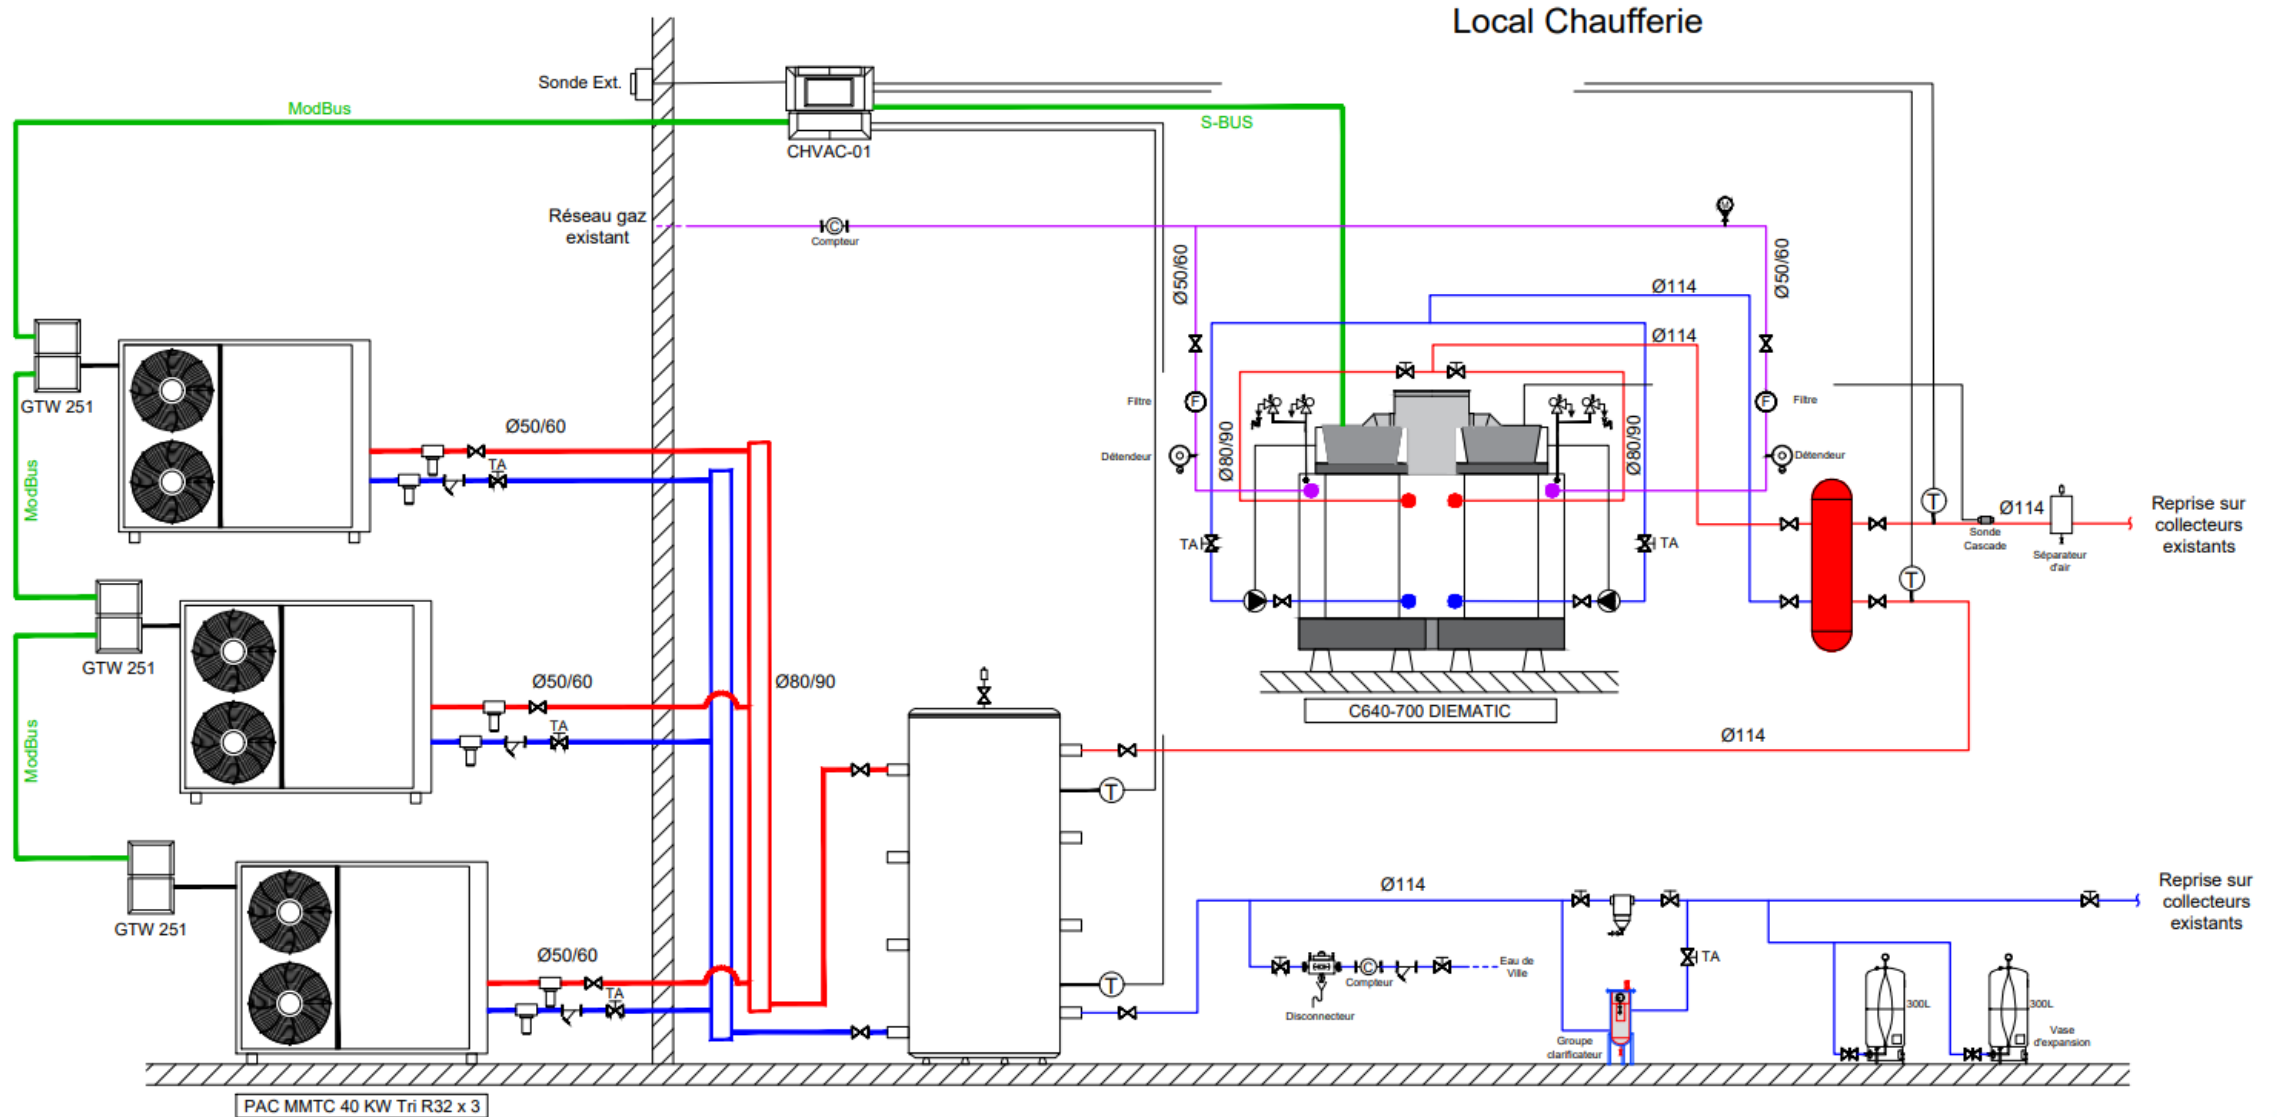 Local Chaufferie
Sonde Ext.
ModBus
S-BUS
CHVAC-01
Réseau gaz
existant
C
Compteur
M
Ø50/60
Ø50/60
Ø114
Ø114
GTW 251
Ø50/60
TA
ModBus
Filtre
F
F
Filtre
Détendeur
Détendeur
Ø80/90
Ø80/90
TA
TA
T
Ø114
Sonde
Cascade
Séparateur
d'air
Reprise sur
collecteurs
existants
T
GTW 251
Ø50/60
TA
ModBus
Ø80/90
C640-700 DIEMATIC
Ø114
T
GTW 251
Ø50/60
TA
T
Ø114
Reprise sur
collecteurs
existants
Eau de
Ville
C
Compteur
Disconnecteur
TA
Groupe
clarificateur
300L
300L
Vase
d'expansion
PAC MMTC 40 KW Tri R32 x 3